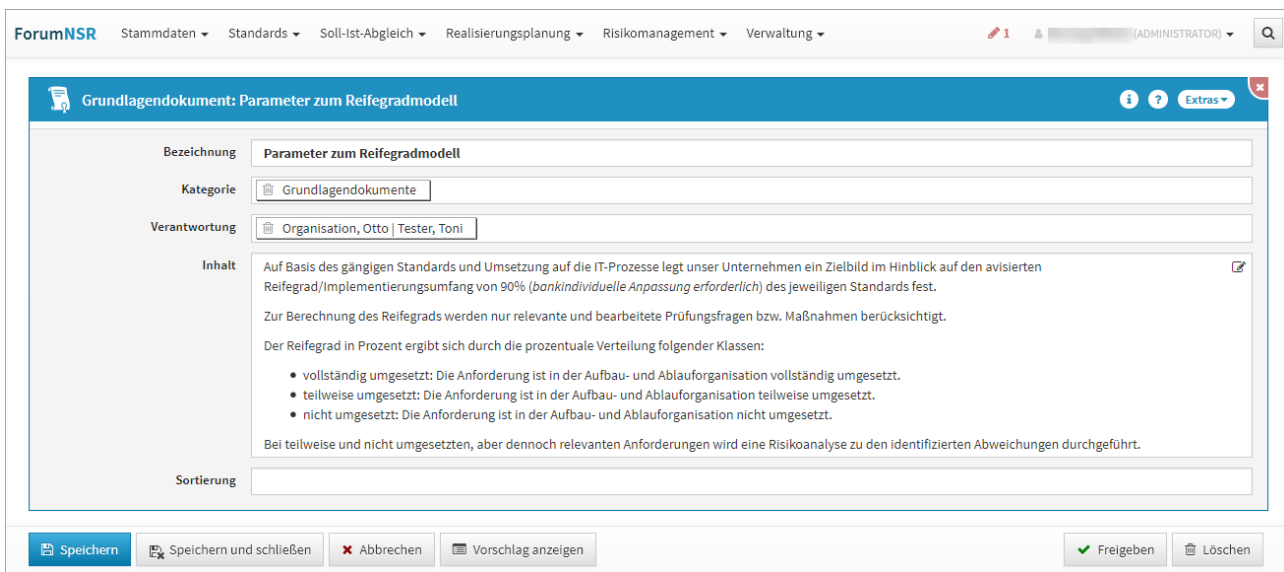 ForumNSR Stammdaten Standards Soll-Ist-Abgleich Realisierungsplanung Risikomanagement Verwaltung 1 (ADMINISTRATOR)
Grundlagendokument: Parameter zum Reifegradmodell i ? Extras
Bezeichnung Parameter zum Reifegradmodell
Kategorie Grundlagendokumente
Verantwortung Organisation, Otto | Tester, Toni
Inhalt Auf Basis des gängigen Standards und Umsetzung auf die IT-Prozesse legt unser Unternehmen ein Zielbild im Hinblick auf den avisierten
Reifegrad/Implementierungsumfang von 90% (bankindividuelle Anpassung erforderlich) des jeweiligen Standards fest.
Zur Berechnung des Reifegrads werden nur relevante und bearbeitete Prüfungsfragen bzw. Maßnahmen berücksichtigt.
Der Reifegrad in Prozent ergibt sich durch die prozentuale Verteilung folgender Klassen:
• vollständig umgesetzt: Die Anforderung ist in der Aufbau- und Ablauforganisation vollständig umgesetzt.
• teilweise umgesetzt: Die Anforderung ist in der Aufbau- und Ablauforganisation teilweise umgesetzt.
• nicht umgesetzt: Die Anforderung ist in der Aufbau- und Ablauforganisation nicht umgesetzt.
Bei teilweise und nicht umgesetzten, aber dennoch relevanten Anforderungen wird eine Risikoanalyse zu den identifizierten Abweichungen durchgeführt.
Sortierung
Speichern Speichern und schließen Abbrechen Vorschlag anzeigen Freigeben Löschen